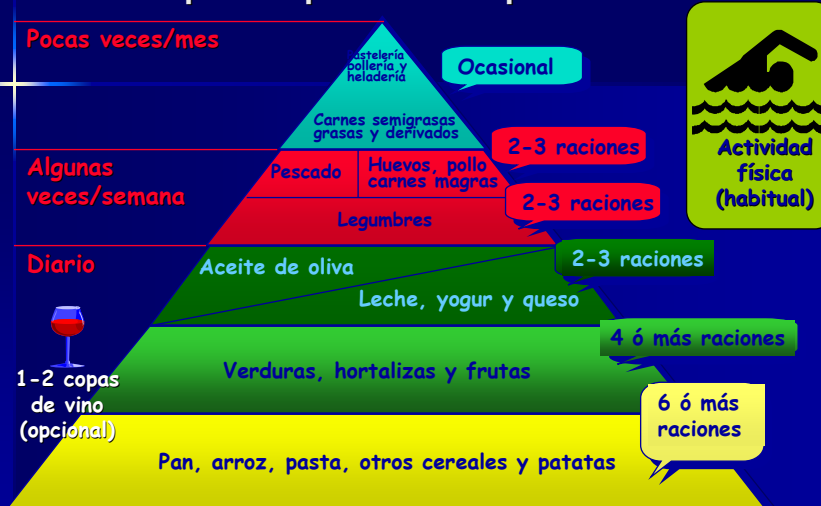 Pocas veces/mes
pollería y
heladería
Ocasional
Carnes semigrasas
grasas y derivados
Algunas
veces/semana
Pescado
Huevos, pollo
carnes magras
2-3 raciones
Legumbres
2-3 raciones
Actividad
física
(habitual)
Diario
Aceite de oliva
2-3 raciones
Leche, yogur y queso
4 ó más raciones
Verduras, hortalizas y frutas
1-2 copas
de vino
(opcional)
6 ó más
raciones
Pan, arroz, pasta, otros cereales y patatas